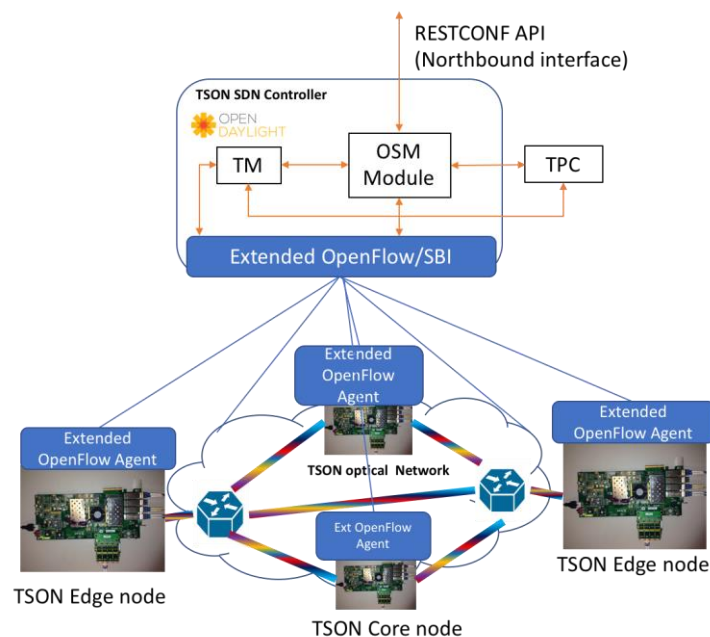 RESTCONF API
(Northbound interface)
TSON SDN Controller
OPEN
DAYLIGHT
TM
OSM
Module
TPC
Extended OpenFlow/SBI
Extended
OpenFlow
Agent
Extended
OpenFlow Agent
Extended
OpenFlow Agent
TSON optical Network
Ext OpenFlow
Agent
TSON Edge node
TSON Edge node
TSON Core node